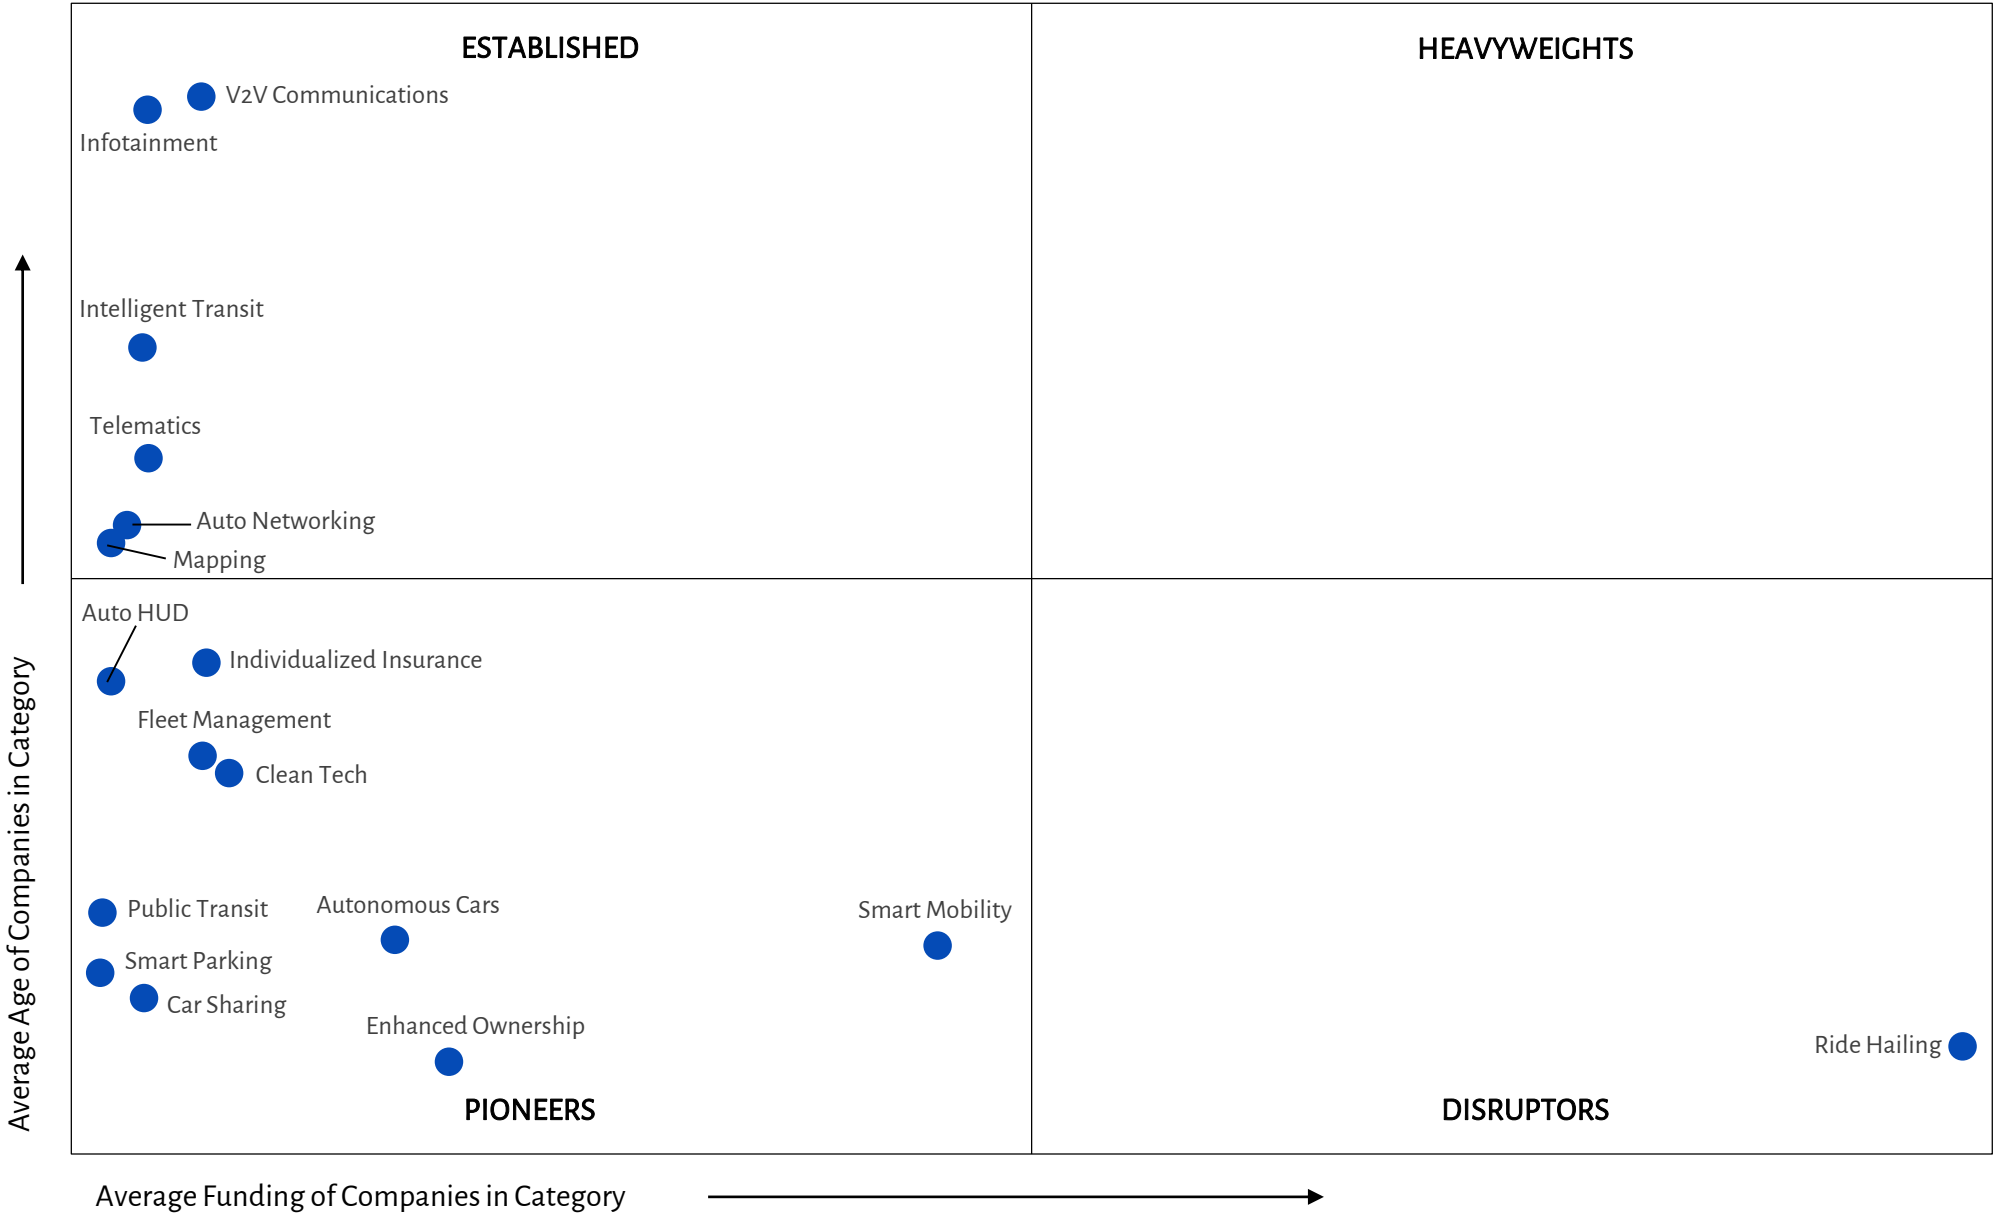 ESTABLISHED
HEAVYWEIGHTS
V2V Communications
Infotainment
Intelligent Transit
Telematics
Auto Networking
Mapping
Auto HUD
Individualized Insurance
Fleet Management
Clean Tech
Public Transit
Autonomous Cars
Smart Mobility
Smart Parking
Car Sharing
Enhanced Ownership
Ride Hailing
PIONEERS
DISRUPTORS
Average Age of Companies in Category
Average Funding of Companies in Category